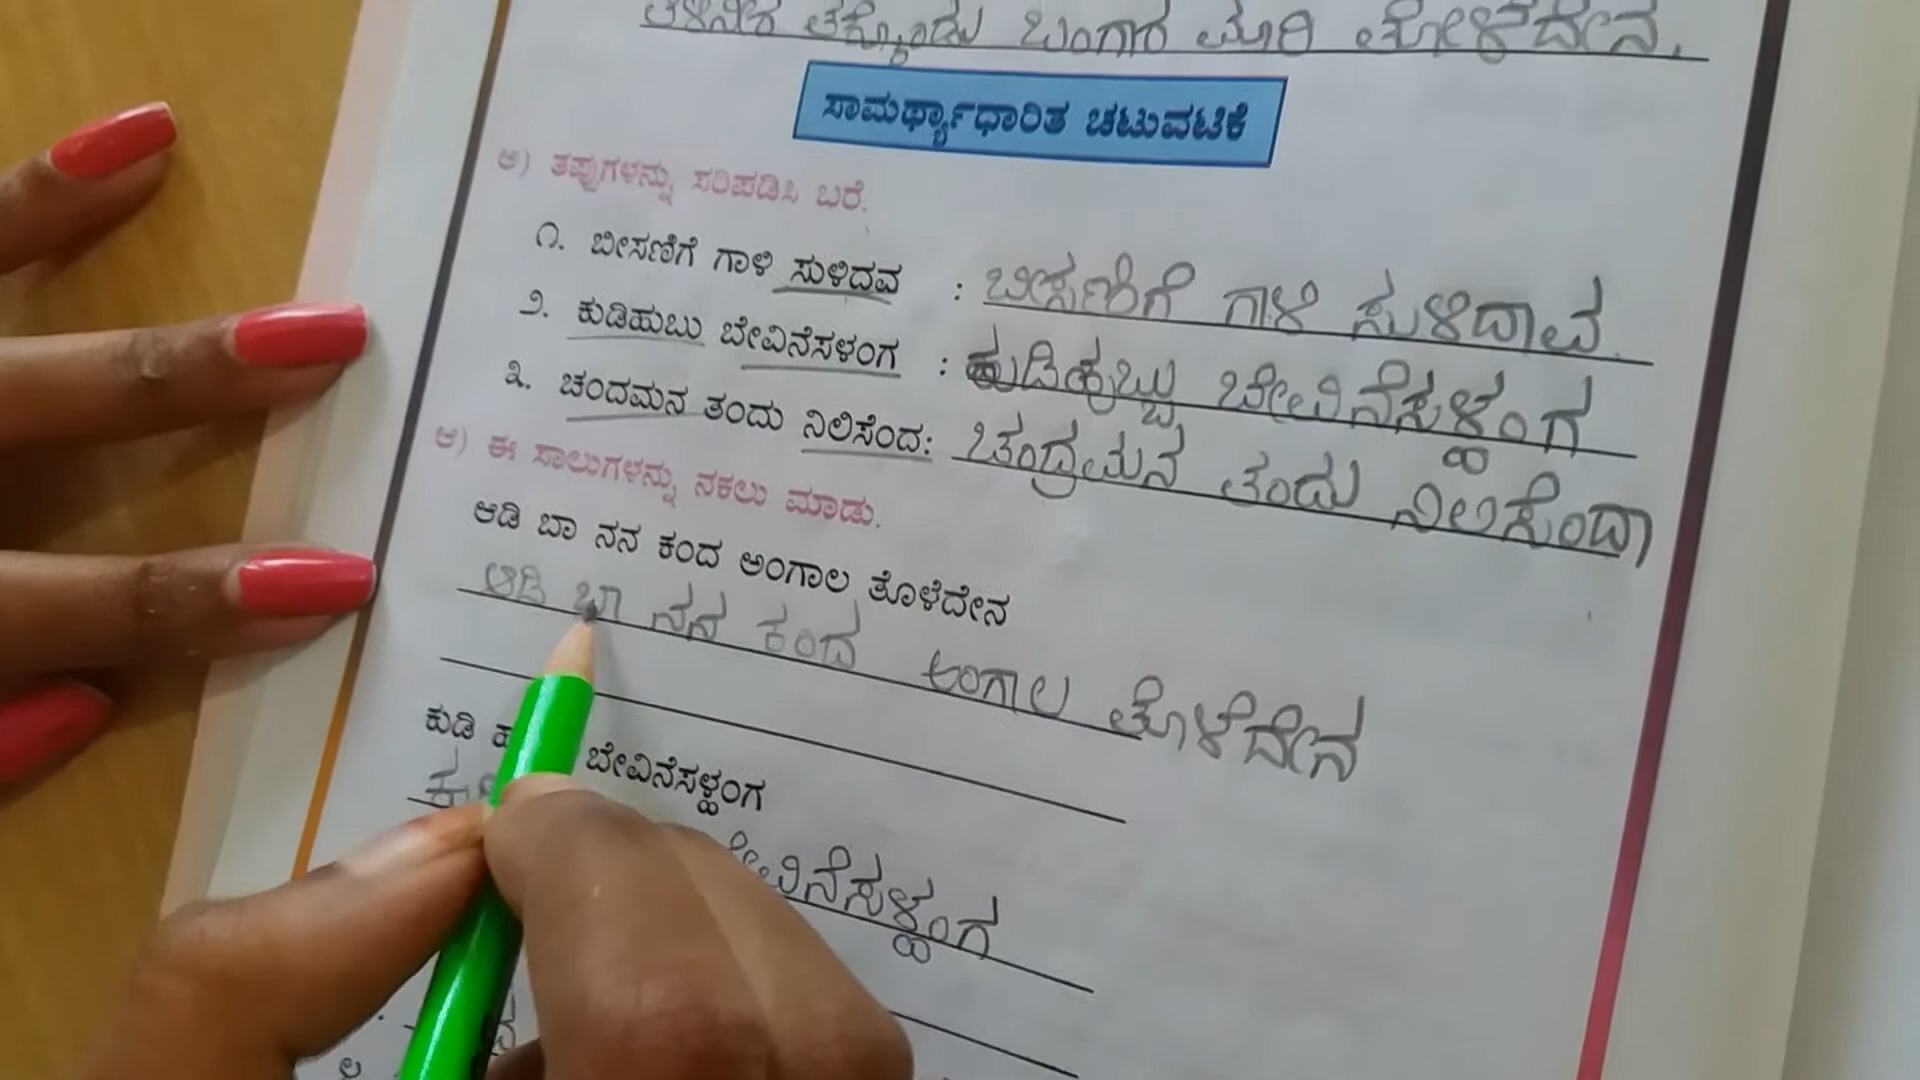 ತಕ್ಕೊಂಡು ಬಂಗಾರ ಮಾರಿ ತೋಳೆದೇನ.
ಸಾಮರ್ಥ್ಯಾಧಾರಿತ ಚಟುವಟಿಕೆ
ಅ) ತಪ್ಪುಗಳನ್ನು ಸರಿಪಡಿಸಿ ಬರೆ.
೧. ಬೀಸಣಿಗೆ ಗಾಳಿ ಸುಳಿದವ : ಬೀಸಣಿಗೆ ಗಾಳಿ ಸುಳಿದಾವ.
೨. ಕುಡಿಹುಬು ಬೇವಿನೆಸಳಂಗ : ಕುಡಿಹುಬ್ಬು ಬೇವಿನೆಸಳ್ಹಂಗ
೩. ಚಂದಮನ ತಂದು ನಿಲಿಸೆಂದ: ಚಂದ್ರಮನ ತಂದು ನಿಲಿಸೆಂದಾ
ಆ) ಈ ಸಾಲುಗಳನ್ನು ನಕಲು ಮಾಡು.
ಆಡಿ ಬಾ ನನ ಕಂದ ಅಂಗಾಲ ತೊಳೆದೇನ
ಆಡಿ ಬಾ ನನ ಕಂದ ಅಂಗಾಲ ತೊಳೆದೇನ
ಕುಡಿ ಬೇವಿನೆಸಳ್ಹಂಗ
ಬೇವಿನೆಸಳ್ಹಂಗ